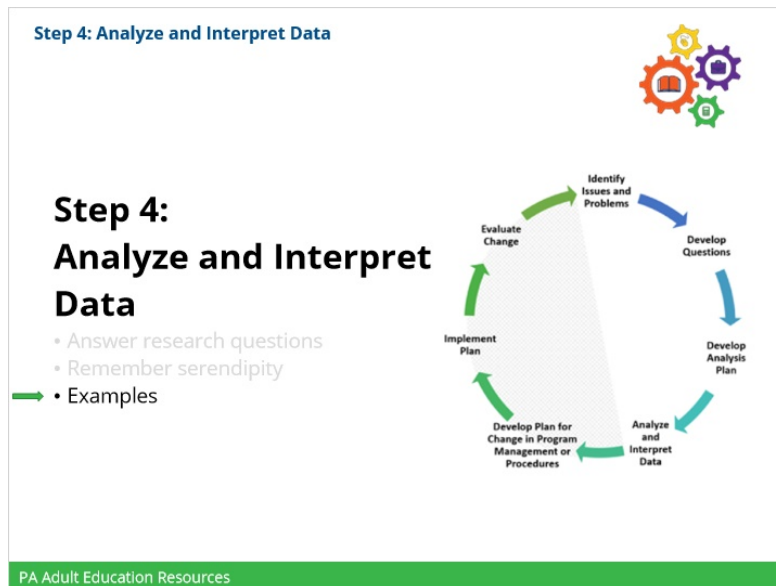 Step 4: Analyze and Interpret Data
Step 4:
Analyze and Interpret
Data
• Answer research questions
• Remember serendipity
• Examples
Identify
Issues and
Problems
Develop
Questions
Develop
Analysis
Plan
Analyze
and
Interpret
Data
Develop Plan for
Change in Program
Management or
Procedures
Implement
Plan
Evaluate
Change
PA Adult Education Resources